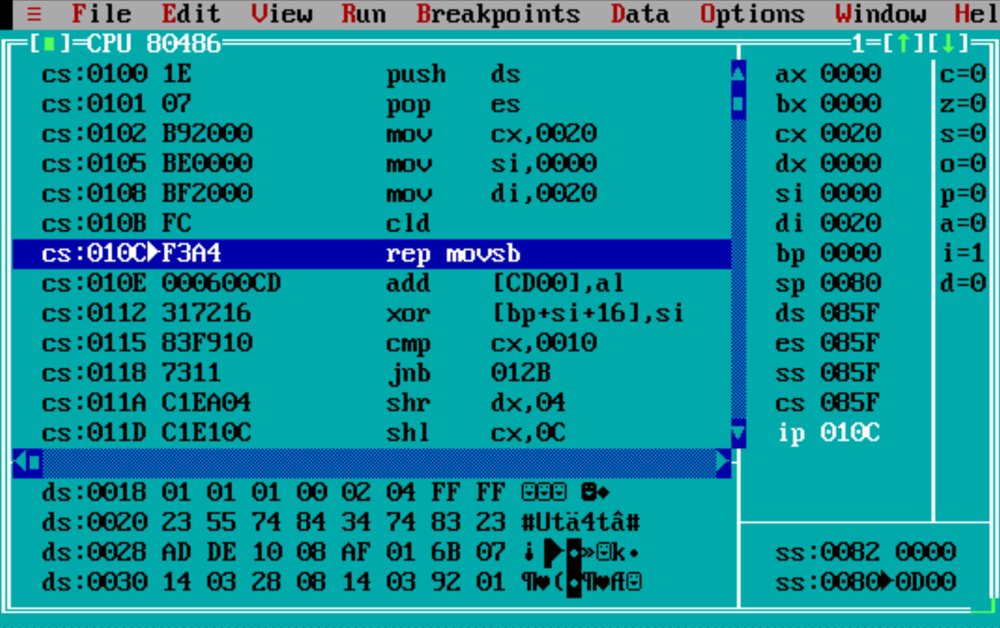 ≡ File Edit View Run Breakpoints Data Options Window Hel
[■]=CPU 80486 1=[↑][↓]
cs:0100 1E push ds ax 0000 c=0
cs:0101 07 pop es bx 0000 z=0
cs:0102 B92000 mov cx,0020 cx 0020 s=0
cs:0105 BE0000 mov si,0000 dx 0000 o=0
cs:0108 BF2000 mov di,0020 si 0000 p=0
cs:010B FC cld di 0020 a=0
cs:010C►F3A4 rep movsb bp 0000 i=1
cs:010E 000600CD add [CD00],al sp 0080 d=0
cs:0112 317216 xor [bp+si+16],si ds 085F
cs:0115 83F910 cmp cx,0010 es 085F
cs:0118 7311 jnb 012B ss 085F
cs:011A C1EA04 shr dx,04 cs 085F
cs:011D C1E10C shl cx,0C ip 010C
ds:0018 01 01 01 00 02 04 FF FF ☺☺☺ ☻♦
ds:0020 23 55 74 84 34 74 83 23 #Utä4tâ#
ds:0028 AD DE 10 08 AF 01 6B 07 ¡▐►◘»☺k• ss:0082 0000
ds:0030 14 03 28 08 14 03 92 01 ¶♥(◘¶♥Æ☺ ss:0080►0D00